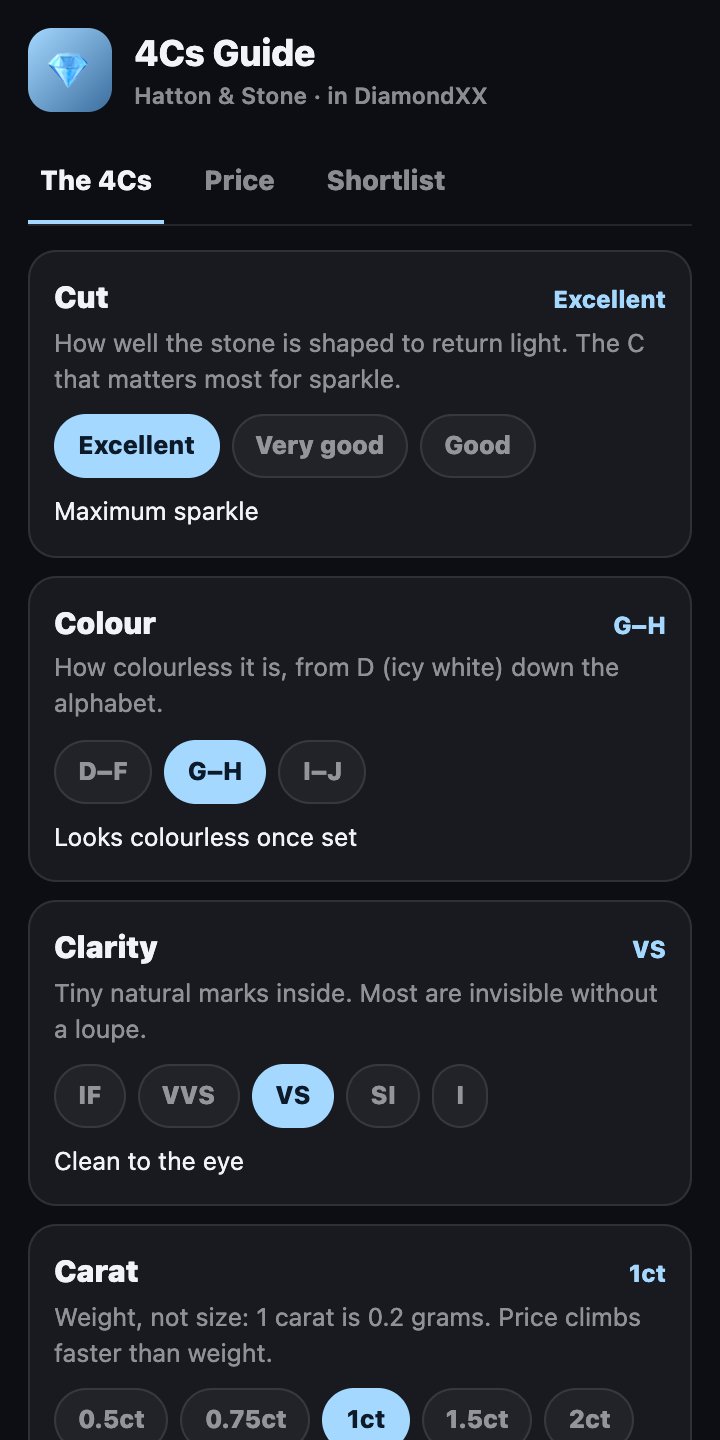 4Cs Guide
Hatton & Stone · in DiamondXX
The 4Cs Price Shortlist
Cut Excellent
How well the stone is shaped to return light. The C
that matters most for sparkle.
Excellent Very good Good
Maximum sparkle
Colour G–H
How colourless it is, from D (icy white) down the
alphabet.
D–F G–H I–J
Looks colourless once set
Clarity VS
Tiny natural marks inside. Most are invisible without
a loupe.
IF VVS VS SI I
Clean to the eye
Carat 1ct
Weight, not size: 1 carat is 0.2 grams. Price climbs
faster than weight.
0.5ct 0.75ct 1ct 1.5ct 2ct